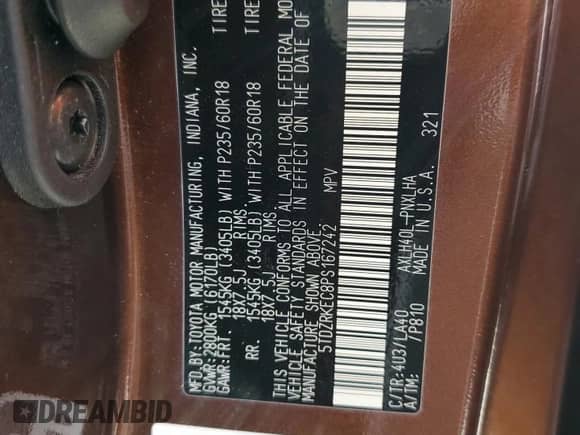 MFD.BY:TOYOTA MOTOR MANUFACTURING, INDIANA, INC.
GVWR:2800KG (6170LB)
GAWR:FRT. 1545KG (3405LB) WITH P235/60R18 TIRE
18X7.5J RIMS
RR. 1545KG (3405LB) WITH P235/60R18 TIRE
18X7.5J RIMS
THIS VEHICLE CONFORMS TO ALL APPLICABLE FEDERAL MO
VEHICLE SAFETY STANDARDS IN EFFECT ON THE DATE OF
MANUFACTURE SHOWN ABOVE.
5TDZRKEC8PS167242 MPV
C/TR:4U3/LA40 AXLH40L-PNXLHA
A/TM: /P810 MADE IN U.S.A. 321
DREAMBID